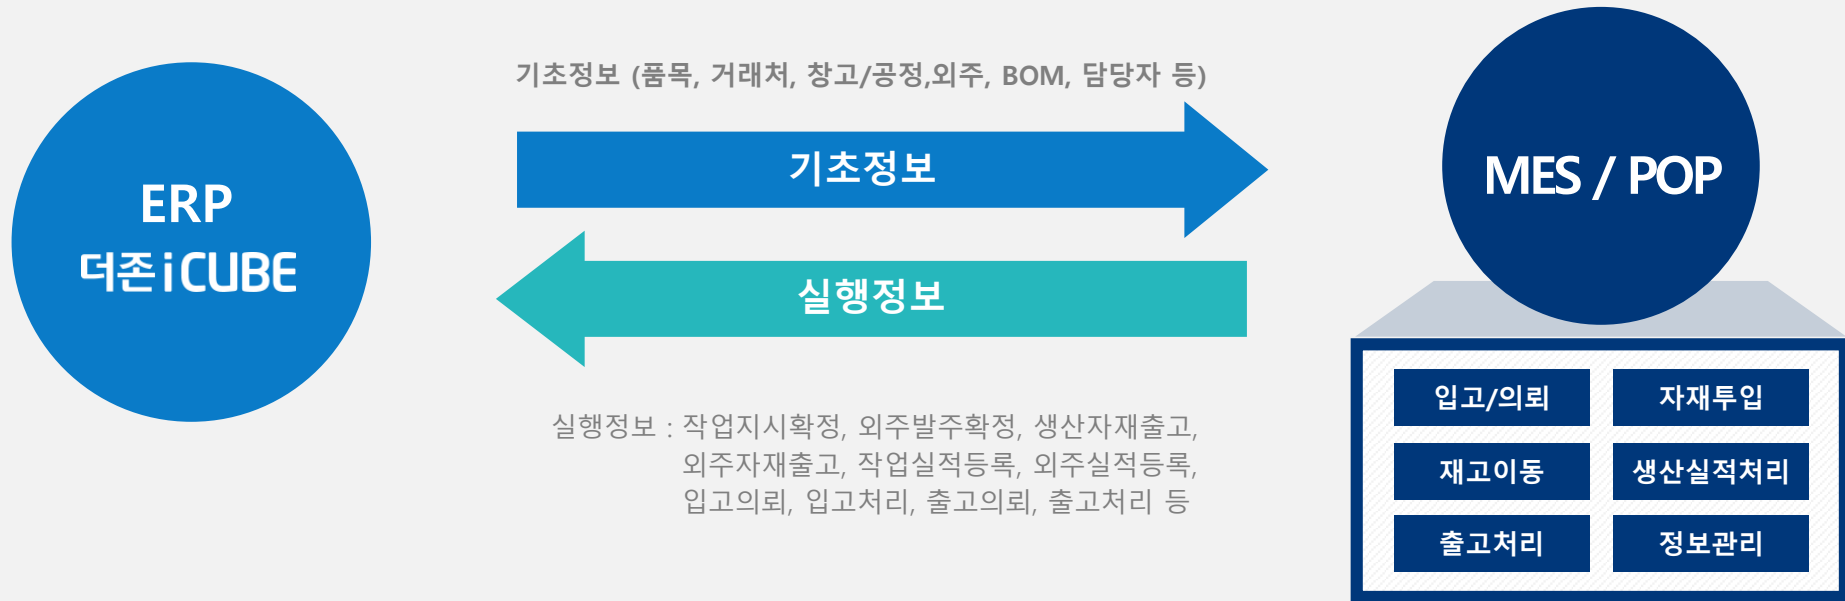 기초정보 (품목, 거래처, 창고/공정,외주, BOM, 담당자 등)
기초정보
ERP
더존 iCUBE
실행정보
실행정보 : 작업지시확정, 외주발주확정, 생산자재출고,
외주자재출고, 작업실적등록, 외주실적등록,
입고의뢰, 입고처리, 출고의뢰, 출고처리 등
MES / POP
입고/의뢰
자재투입
재고이동
생산실적처리
출고처리
정보관리